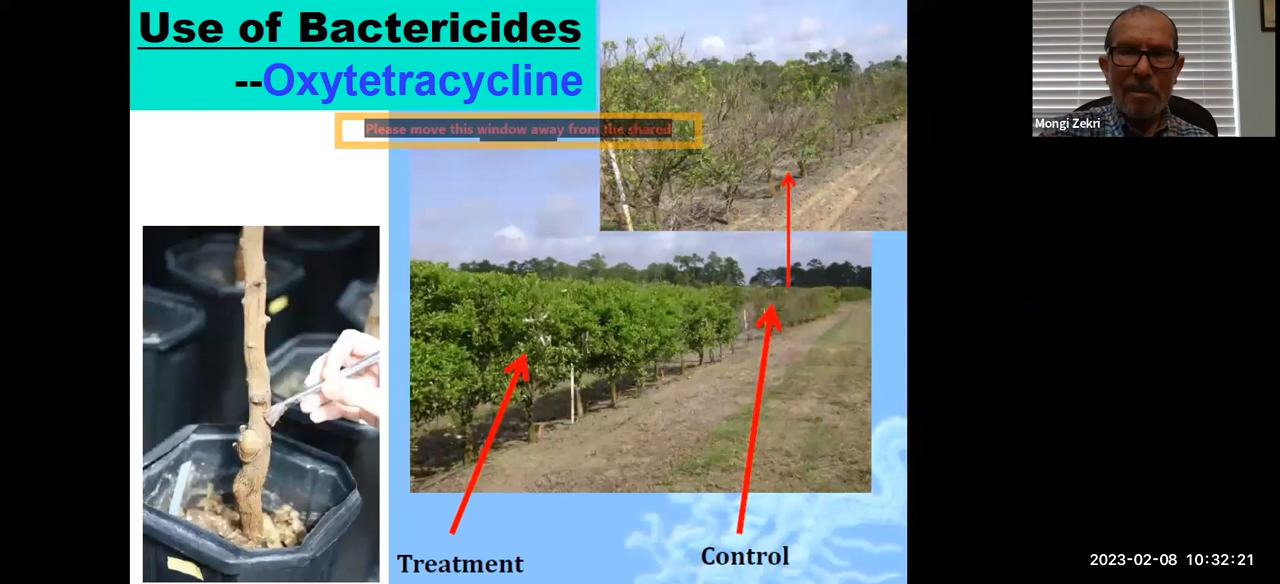 Use of Bactericides
--Oxytetracycline
Please move this window away from the shared
Mongi Zekri
Treatment
Control
2023-02-08 10:32:21